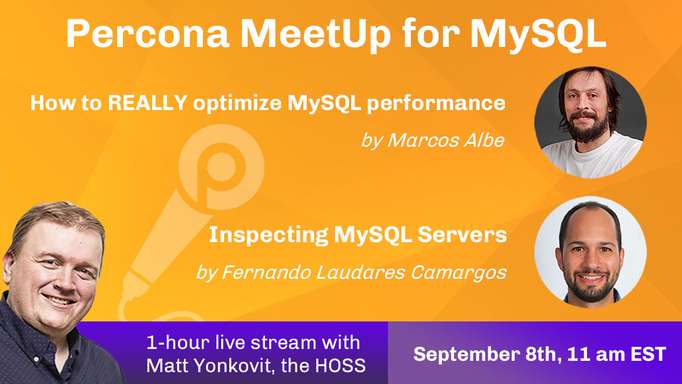 Percona MeetUp for MySQL
How to REALLY optimize MySQL performance
by Marcos Albe
Inspecting MySQL Servers
by Fernando Laudares Camargos
1-hour live stream with
Matt Yonkovit, the HOSS
September 8th, 11 am EST